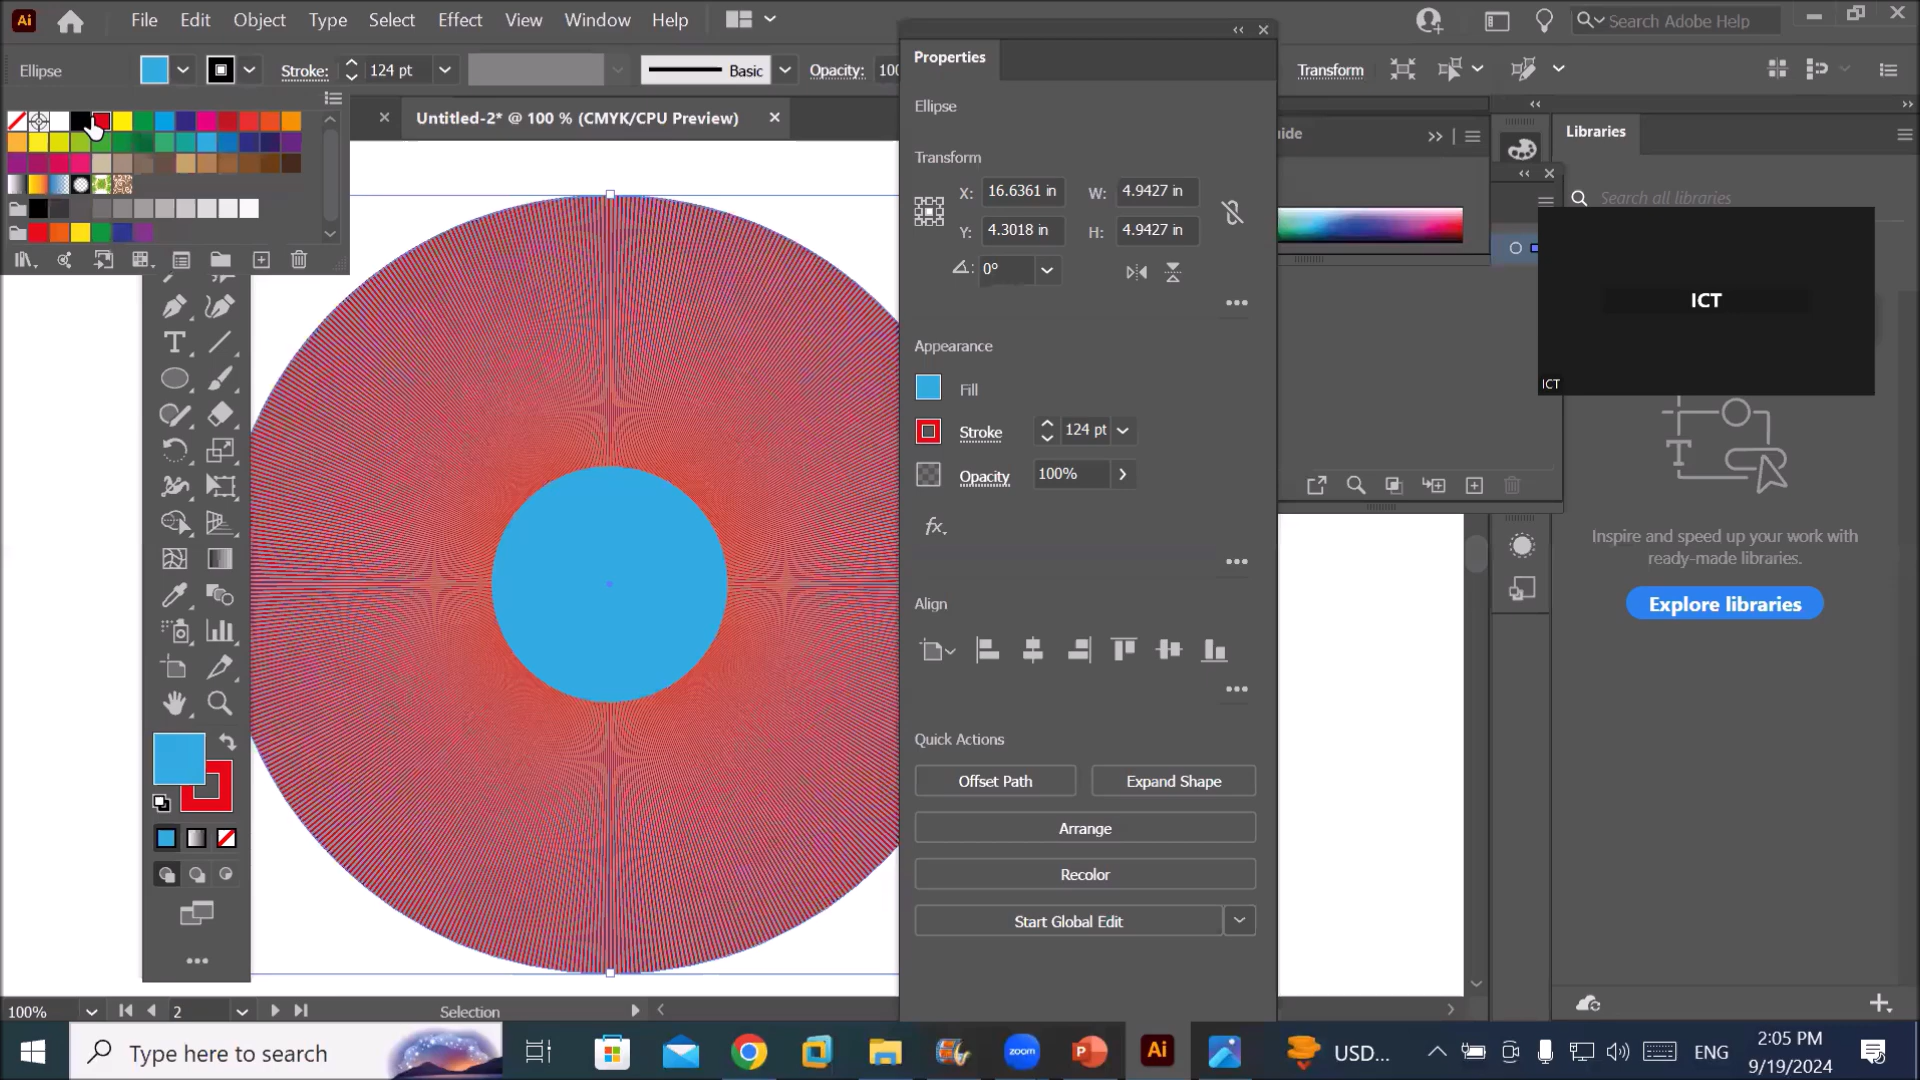 Ai
File Edit Object Type Select Effect View Window Help
Search Adobe Help
Ellipse
Stroke: 124 pt
Basic
Opacity:
Transform
Untitled-2* @ 100 % (CMYK/CPU Preview)
Properties
Ellipse
Transform
X: 16.6361 in W: 4.9427 in
Y: 4.3018 in H: 4.9427 in
0°
Appearance
Fill
Stroke 124 pt
Opacity 100%
fx.
Align
Quick Actions
Offset Path Expand Shape
Arrange
Recolor
Start Global Edit
Libraries
Search all libraries
ICT
ICT
Inspire and speed up your work with
ready-made libraries.
Explore libraries
100% 2 Selection
Type here to search
zoom
Ai
USD...
ENG
2:05 PM
9/19/2024